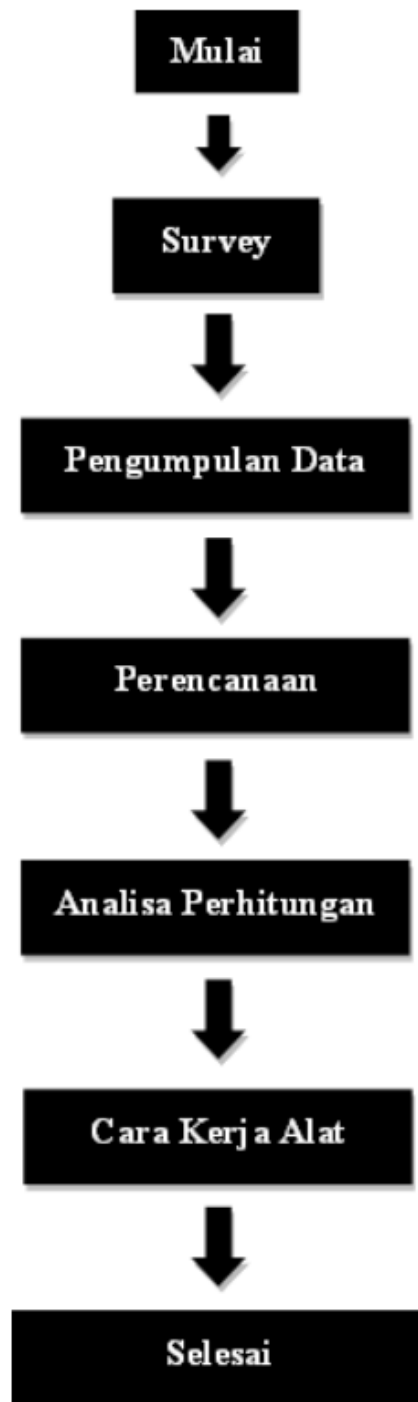 Mulai
Survey
Pengumpulan Data
Perencanaan
Analisa Perhitungan
Cara Kerja Alat
Selesai